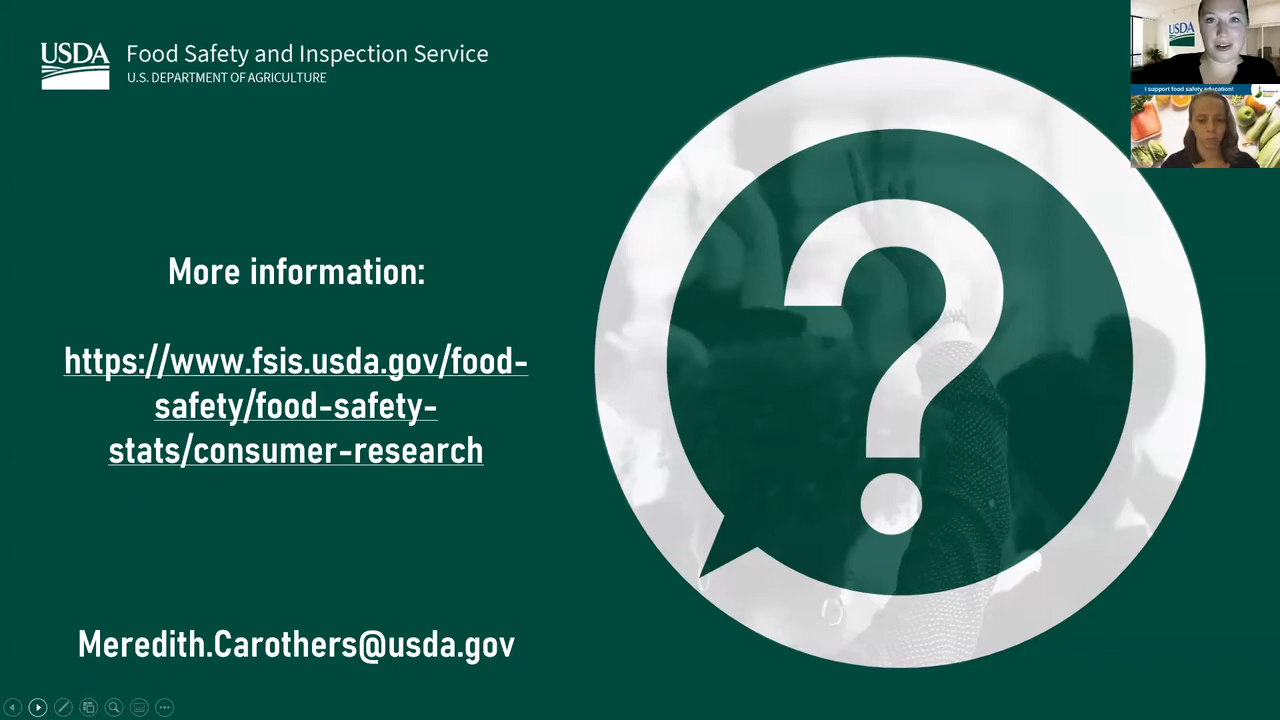 USDA
Food Safety and Inspection Service
U.S. DEPARTMENT OF AGRICULTURE
USDA
I support food safety education!
More information:
https://www.fsis.usda.gov/food-
safety/food-safety-
stats/consumer-research
Meredith.Carothers@usda.gov